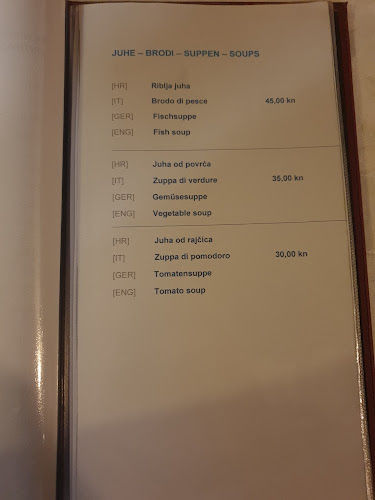 JUHE – BRODI – SUPPEN – SOUPS
[HR] Riblja juha
[IT] Brodo di pesce 45,00 kn
[GER] Fischsuppe
[ENG] Fish soup
[HR] Juha od povrća
[IT] Zuppa di verdure 35,00 kn
[GER] Gemüsesuppe
[ENG] Vegetable soup
[HR] Juha od rajčica
[IT] Zuppa di pomodoro 30,00 kn
[GER] Tomatensuppe
[ENG] Tomato soup